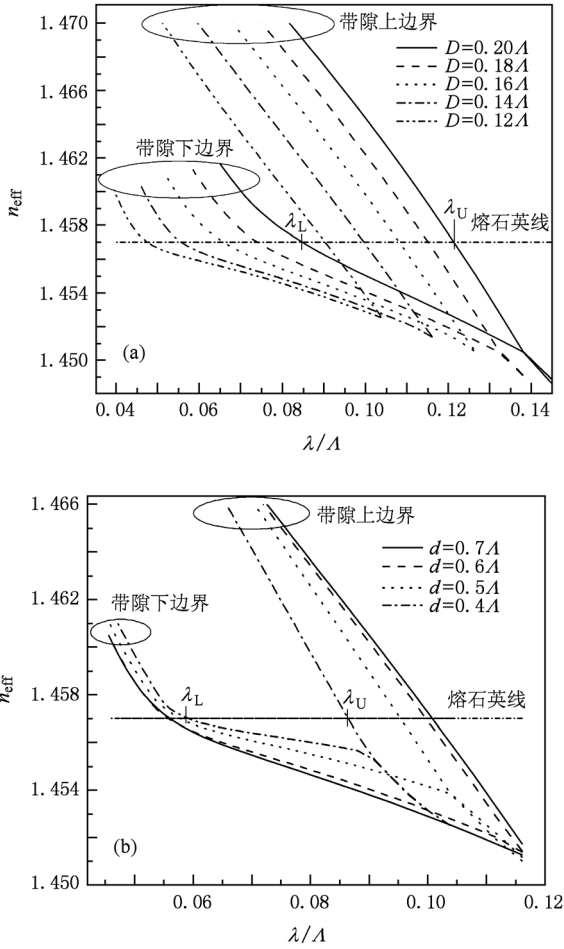 1.470
1.466
1.462
1.458
1.454
1.450
n_eff
带隙上边界
D=0.20Λ
D=0.18Λ
D=0.16Λ
D=0.14Λ
D=0.12Λ
带隙下边界
λ_L
λ_U
熔石英线
(a)
0.04 0.06 0.08 0.10 0.12 0.14
λ/Λ
1.466
1.462
1.458
1.454
1.450
n_eff
带隙上边界
d=0.7Λ
d=0.6Λ
d=0.5Λ
d=0.4Λ
带隙下边界
λ_L
λ_U
熔石英线
(b)
0.06 0.08 0.10 0.12
λ/Λ